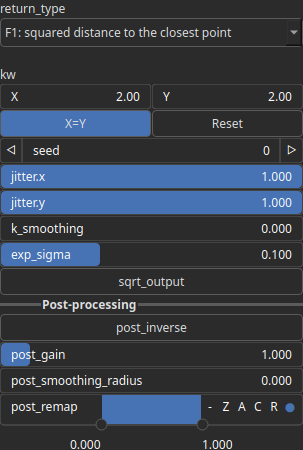 return_type
F1: squared distance to the closest point
kw
X 2.00 Y 2.00
X=Y Reset
seed 0
jitter.x 1.000
jitter.y 1.000
k_smoothing 0.000
exp_sigma 0.100
sqrt_output
Post-processing
post_inverse
post_gain 1.000
post_smoothing_radius 0.000
post_remap - Z A C R
0.000 1.000